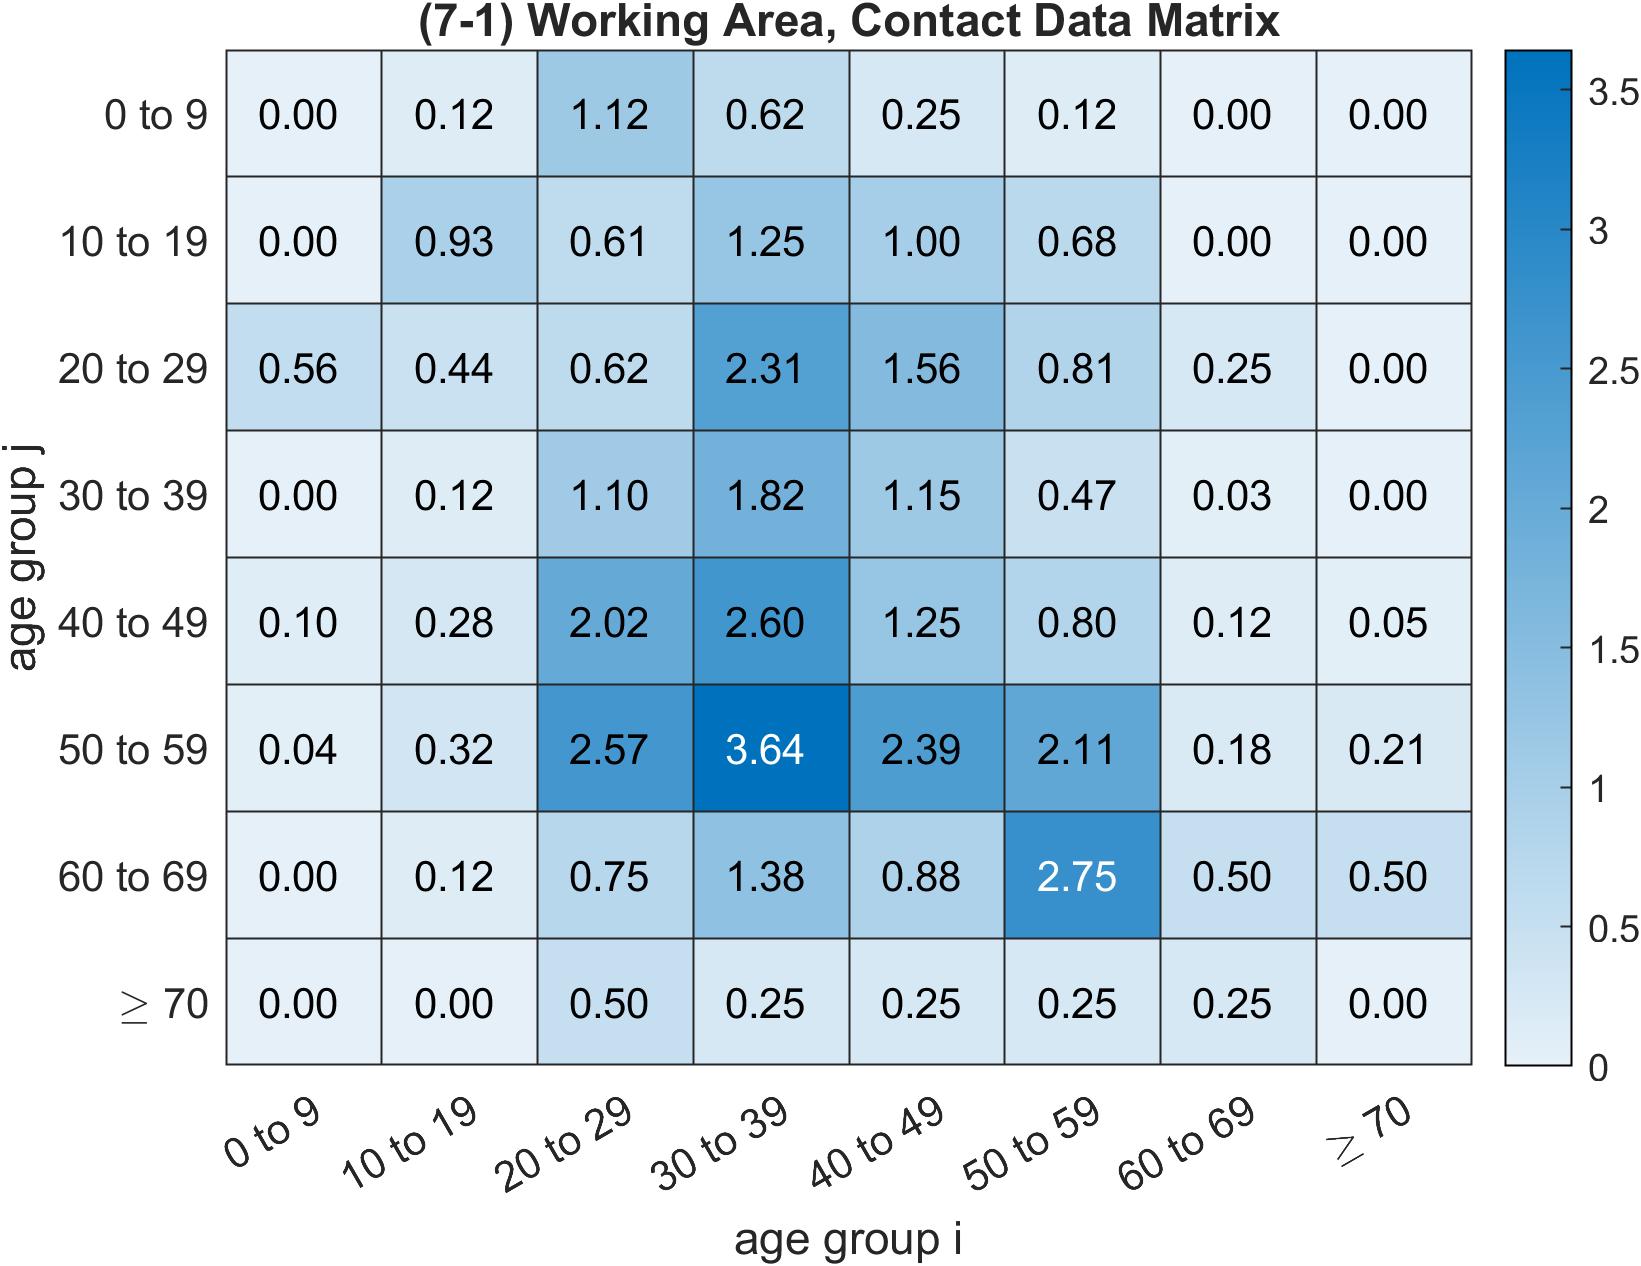 (7-1) Working Area, Contact Data Matrix
0 to 9 0.00 0.12 1.12 0.62 0.25 0.12 0.00 0.00
10 to 19 0.00 0.93 0.61 1.25 1.00 0.68 0.00 0.00
20 to 29 0.56 0.44 0.62 2.31 1.56 0.81 0.25 0.00
30 to 39 0.00 0.12 1.10 1.82 1.15 0.47 0.03 0.00
40 to 49 0.10 0.28 2.02 2.60 1.25 0.80 0.12 0.05
50 to 59 0.04 0.32 2.57 3.64 2.39 2.11 0.18 0.21
60 to 69 0.00 0.12 0.75 1.38 0.88 2.75 0.50 0.50
≥ 70 0.00 0.00 0.50 0.25 0.25 0.25 0.25 0.00
age group j
0 to 9 10 to 19 20 to 29 30 to 39 40 to 49 50 to 59 60 to 69 ≥ 70
age group i
3.5
3
2.5
2
1.5
1
0.5
0